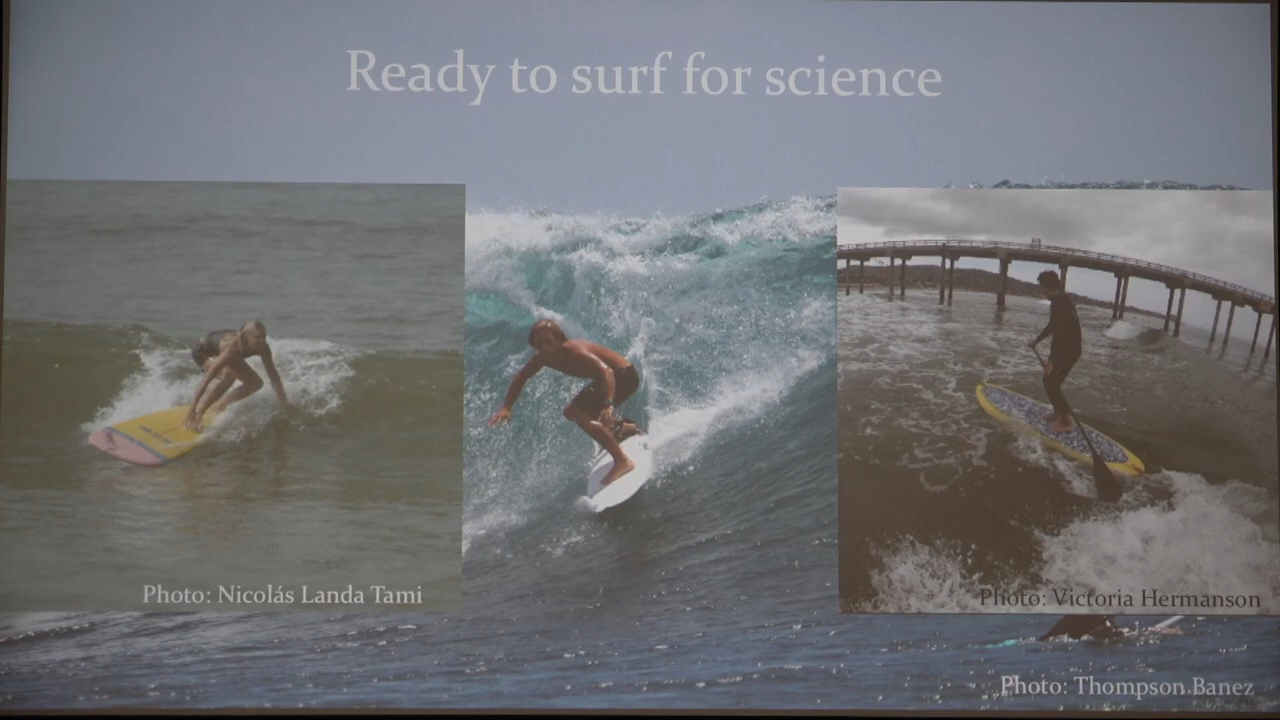 Ready to surf for science
Photo: Nicolás Landa Tami
Photo: Victoria Hermanson
Photo: Thompson Banez